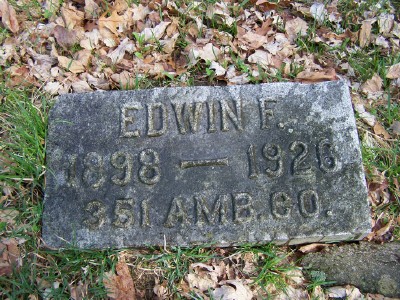 EDWIN F.
1898 — 1926
351 AMB. CO.